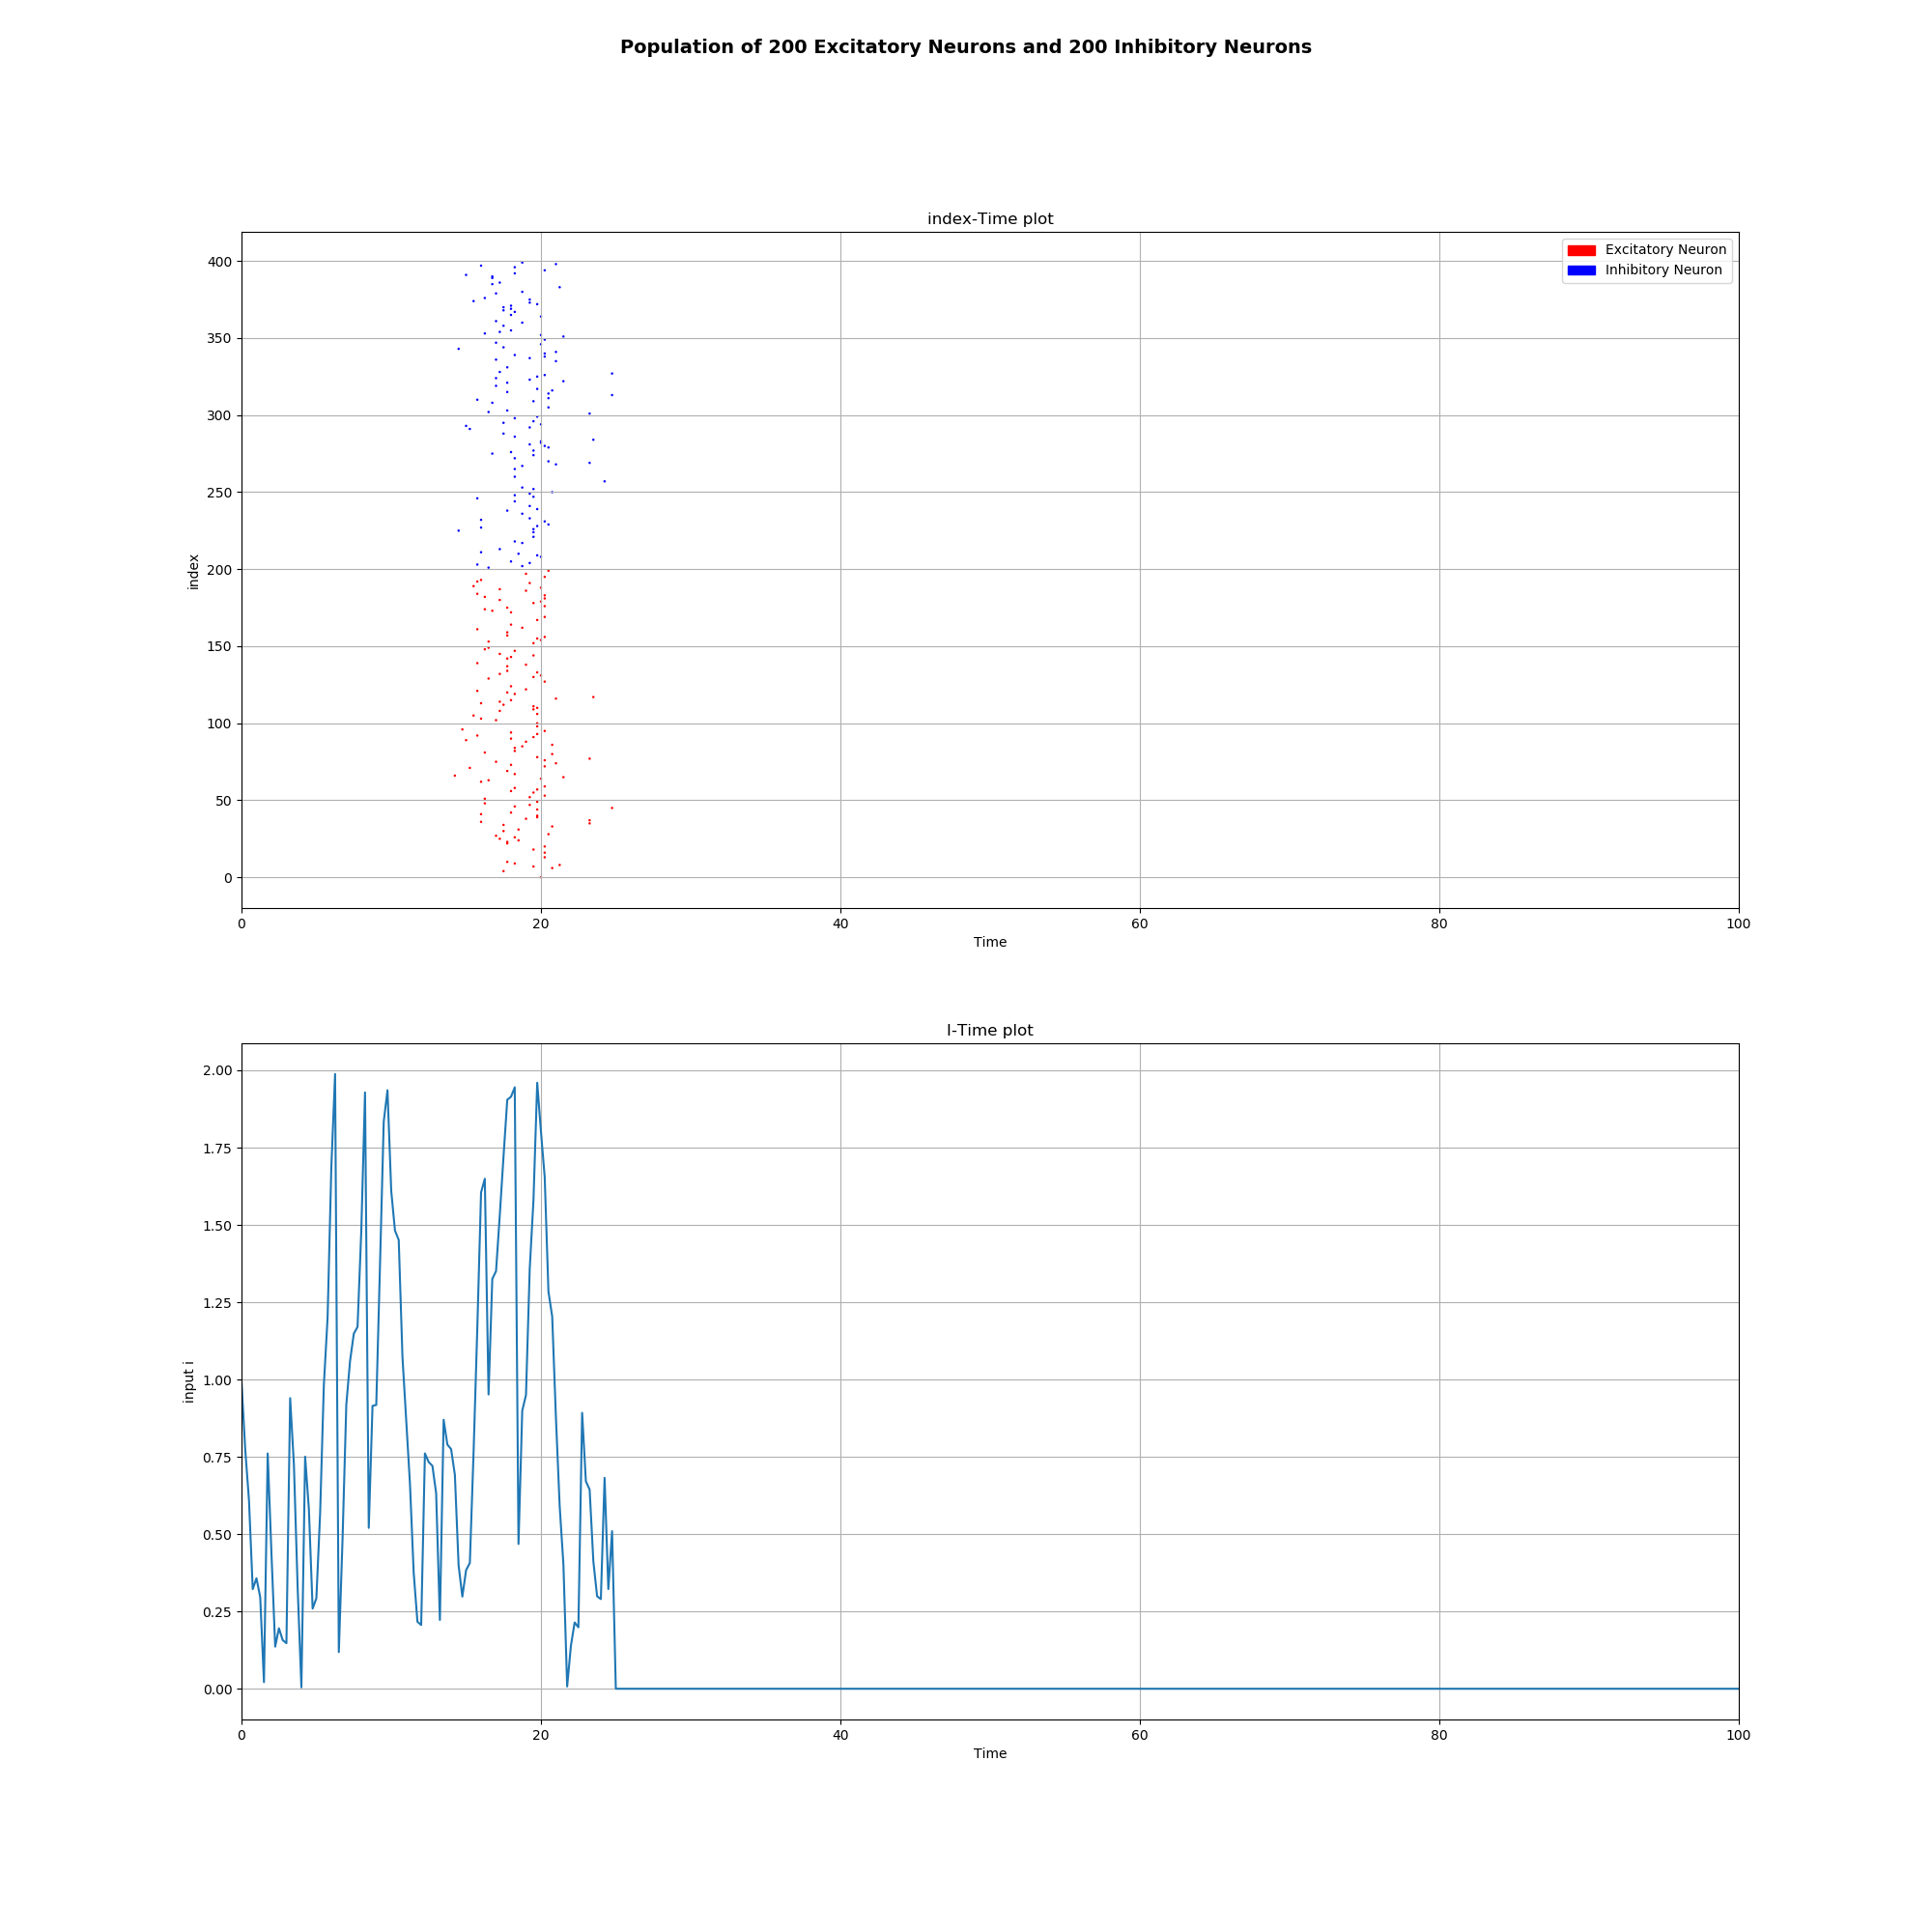 Population of 200 Excitatory Neurons and 200 Inhibitory Neurons
index-Time plot
Excitatory Neuron
Inhibitory Neuron
400
350
300
250
200
150
100
50
0
index
0 20 40 60 80 100
Time
I-Time plot
2.00
1.75
1.50
1.25
1.00
0.75
0.50
0.25
0.00
input i
0 20 40 60 80 100
Time